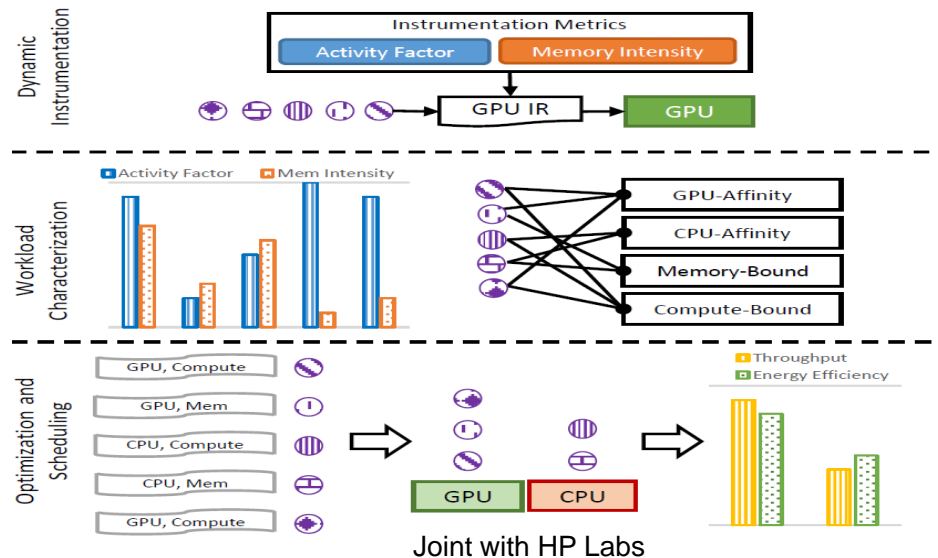 Dynamic
Instrumentation
Instrumentation Metrics
Activity Factor
Memory Intensity
GPU IR
GPU
Workload
Characterization
Activity Factor
Mem Intensity
GPU-Affinity
CPU-Affinity
Memory-Bound
Compute-Bound
Optimization and
Scheduling
GPU, Compute
GPU, Mem
CPU, Compute
CPU, Mem
GPU, Compute
GPU
CPU
Throughput
Energy Efficiency
Joint with HP Labs